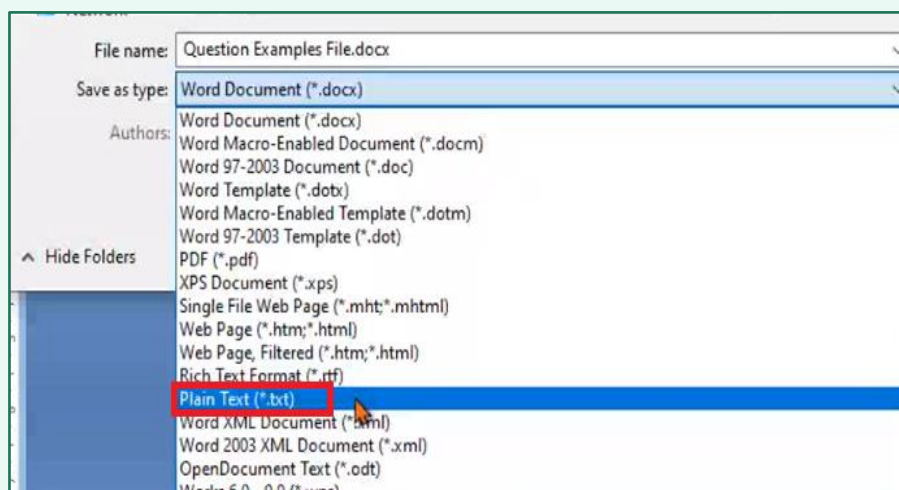 File name: Question Examples File.docx
Save as type: Word Document (*.docx)
Authors:
Word Document (*.docx)
Word Macro-Enabled Document (*.docm)
Word 97-2003 Document (*.doc)
Word Template (*.dotx)
Word Macro-Enabled Template (*.dotm)
Word 97-2003 Template (*.dot)
Hide Folders
PDF (*.pdf)
XPS Document (*.xps)
Single File Web Page (*.mht;*.mhtml)
Web Page (*.htm;*.html)
Web Page, Filtered (*.htm;*.html)
Rich Text Format (*.rtf)
Plain Text (*.txt)
Word XML Document (*.xml)
Word 2003 XML Document (*.xml)
OpenDocument Text (*.odt)